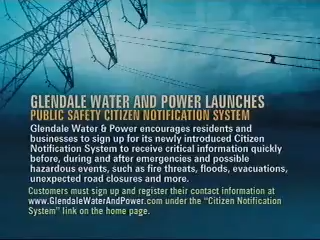 GLENDALE WATER AND POWER LAUNCHES
PUBLIC SAFETY CITIZEN NOTIFICATION SYSTEM
Glendale Water & Power encourages residents and
businesses to sign up for its newly introduced Citizen
Notification System to receive critical information quickly
before, during and after emergencies and possible
hazardous events, such as fire threats, floods, evacuations,
unexpected road closures and more.
Customers must sign up and register their contact information at
www.GlendaleWaterAndPower.com under the “Citizen Notification
System” link on the home page.